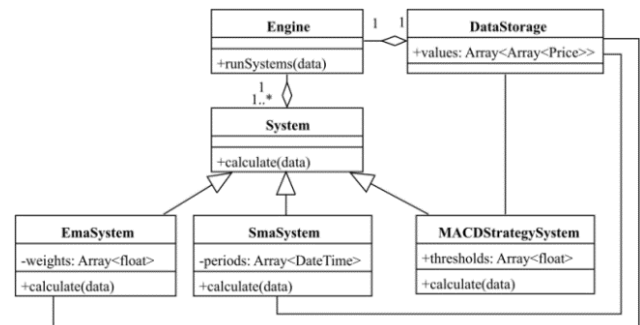 Engine
+runSystems(data)
1
1
DataStorage
+values: Array<Array<Price>>
1
1..*
System
+calculate(data)
EmaSystem
-weights: Array<float>
+calculate(data)
SmaSystem
-periods: Array<DateTime>
+calculate(data)
MACDStrategySystem
+thresholds: Array<float>
+calculate(data)